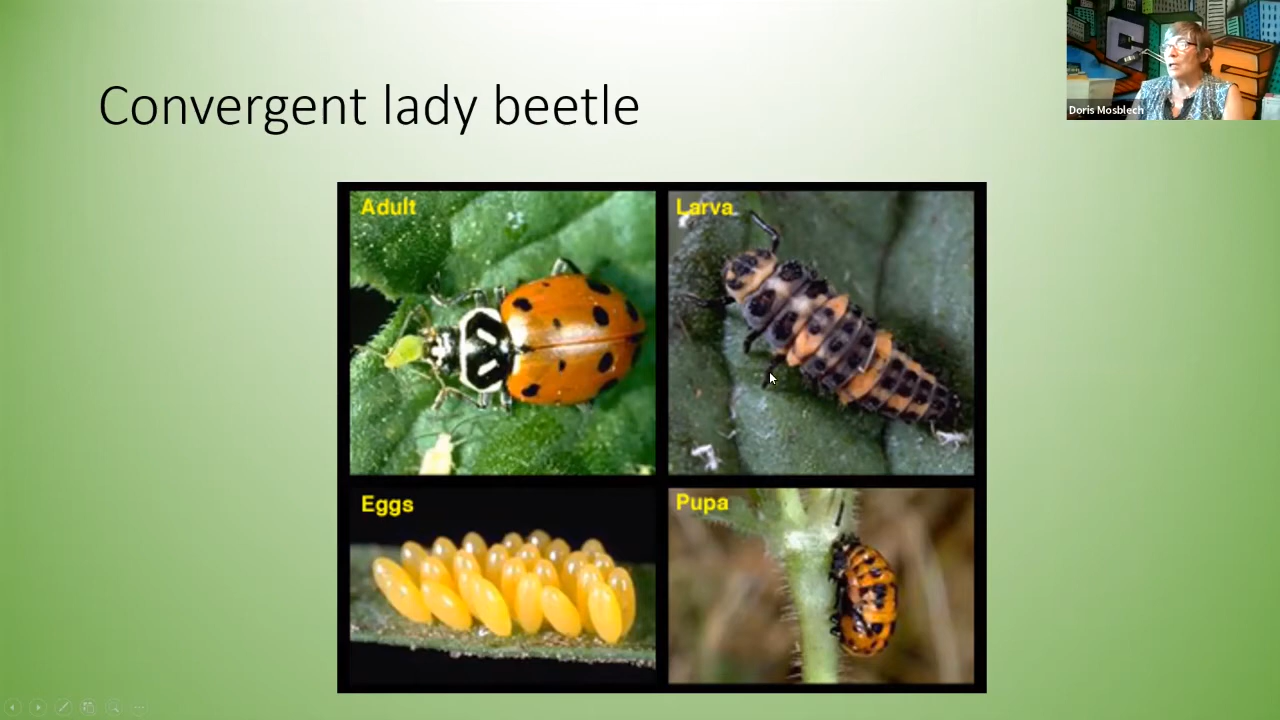 Convergent lady beetle
Doris Mosblech
Adult
Larva
Eggs
Pupa